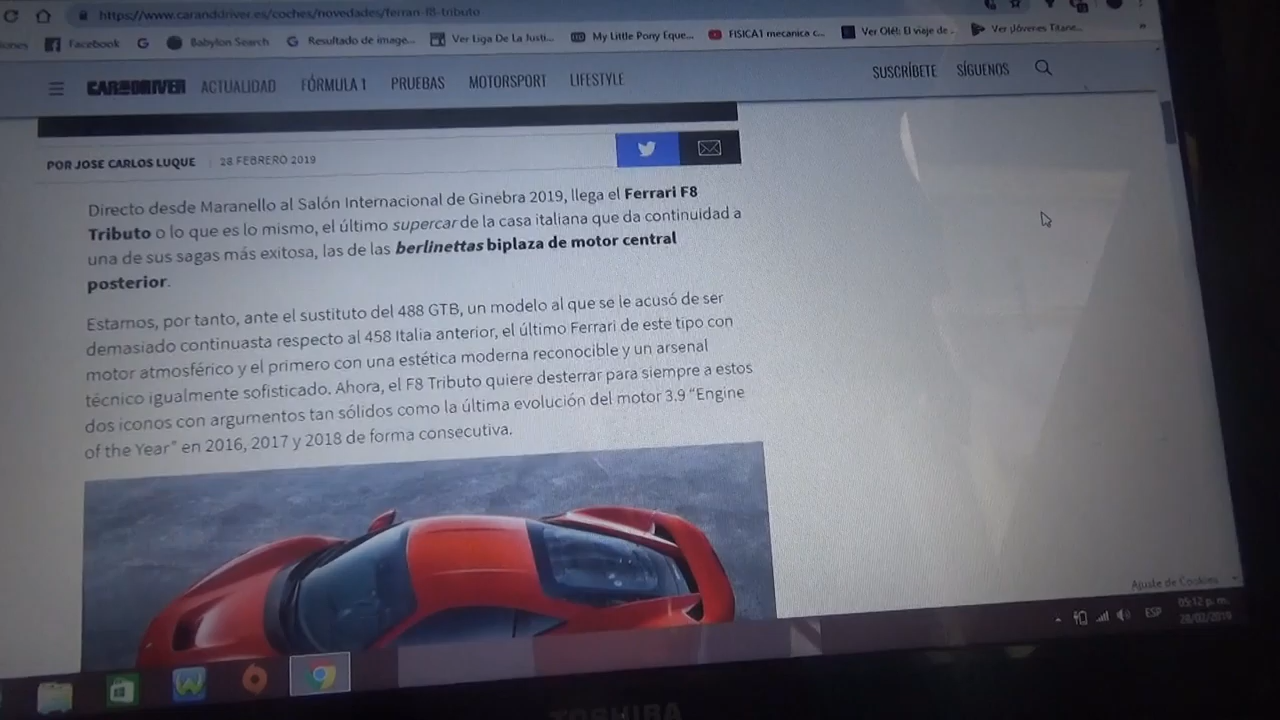 https://www.caranddriver.es/coches/novedades/ferrari-f8-tributo
Facebook
Babylon Search
Resultado de image...
Ver Liga De La Justi...
My Little Pony Eque...
FISICA1 mecanica c...
Ver Olé!: El viaje de ..
Ver ¡Jóvenes Titane...
CAR AND DRIVER ACTUALIDAD FÓRMULA 1 PRUEBAS MOTORSPORT LIFESTYLE SUSCRÍBETE SÍGUENOS
POR JOSE CARLOS LUQUE | 28 FEBRERO 2019
Directo desde Maranello al Salón Internacional de Ginebra 2019, llega el Ferrari F8
Tributo o lo que es lo mismo, el último supercar de la casa italiana que da continuidad a
una de sus sagas más exitosa, las de las berlinettas biplaza de motor central
posterior.
Estamos, por tanto, ante el sustituto del 488 GTB, un modelo al que se le acusó de ser
demasiado continuasta respecto al 458 Italia anterior, el último Ferrari de este tipo con
motor atmosférico y el primero con una estética moderna reconocible y un arsenal
técnico igualmente sofisticado. Ahora, el F8 Tributo quiere desterrar para siempre a estos
dos iconos con argumentos tan sólidos como la última evolución del motor 3.9 “Engine
of the Year” en 2016, 2017 y 2018 de forma consecutiva.
Ajuste de Cookies
ESP
05:12 p. m.
28/02/2019
TOSHIBA